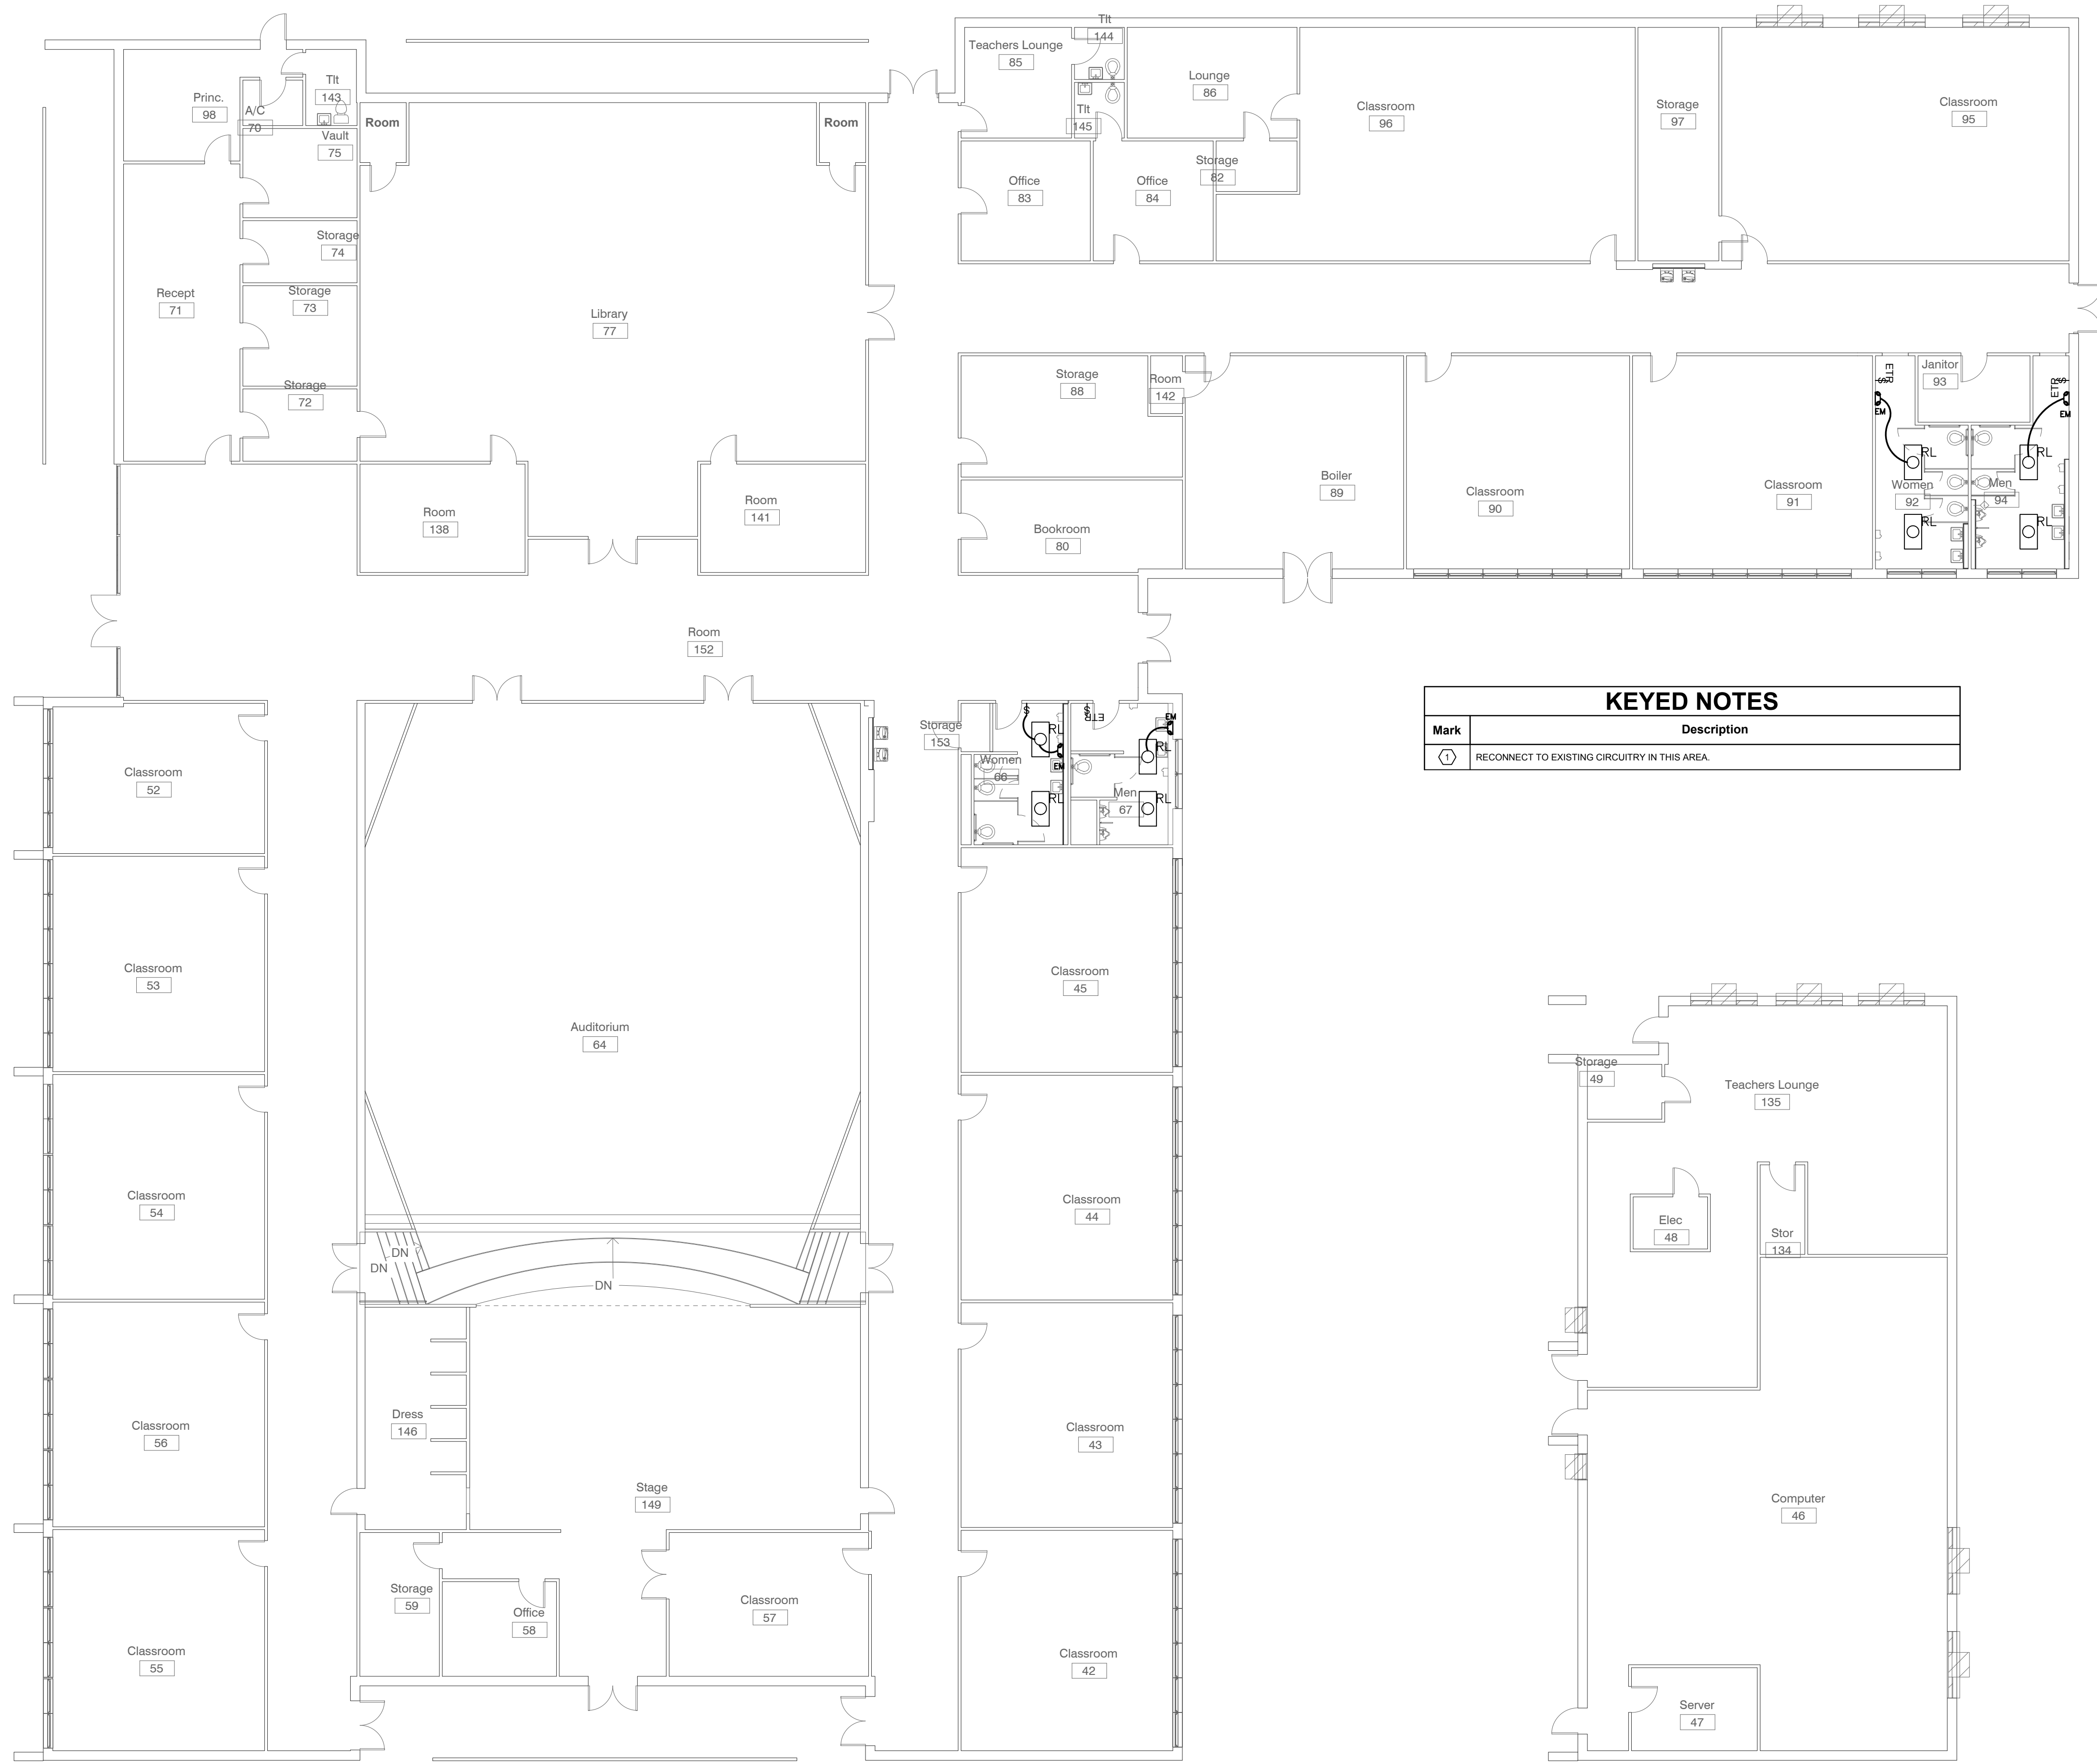 Tlt
144
Teachers Lounge
85
Lounge
86
Princ.
98
A/C
70
Tlt
143
Vault
75
Room
Room
Tlt
145
Classroom
96
Storage
97
Classroom
95
Office
83
Office
84
Storage
82
Storage
74
Storage
73
Recept
71
Library
77
Storage
72
Storage
88
Room
142
Boiler
89
Classroom
90
Classroom
91
ETR
$
EM
RL
Women
92
RL
Janitor
93
ETR
$
EM
RL
Men
94
RL
Room
138
Room
141
Bookroom
80
Room
152
KEYED NOTES
Mark
Description
1
RECONNECT TO EXISTING CIRCUITRY IN THIS AREA.
Storage
153
$
RL
Women
66
EM
RL
$
ETR
EM
RL
Men
67
RL
Classroom
52
Classroom
53
Classroom
45
Auditorium
64
Storage
49
Teachers Lounge
135
Classroom
54
Classroom
44
Elec
48
Stor
134
DN
DN
DN
Dress
146
Classroom
56
Classroom
43
Stage
149
Computer
46
Storage
59
Office
58
Classroom
57
Classroom
55
Classroom
42
Server
47